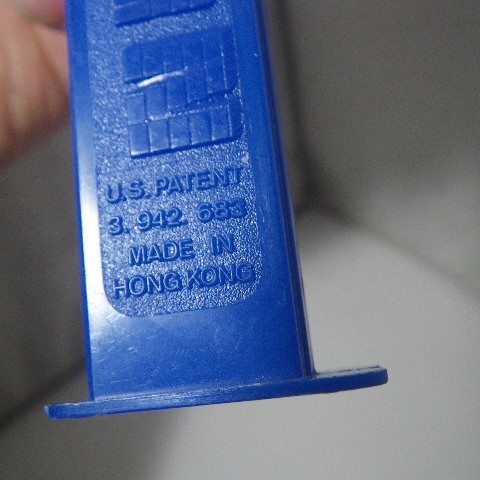 U.S. PATENT
3. 942. 683
MADE IN
HONG KONG